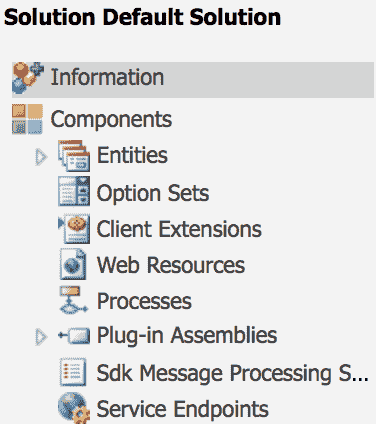 Solution Default Solution
Information
Components
Entities
Option Sets
Client Extensions
Web Resources
Processes
Plug-in Assemblies
Sdk Message Processing S...
Service Endpoints